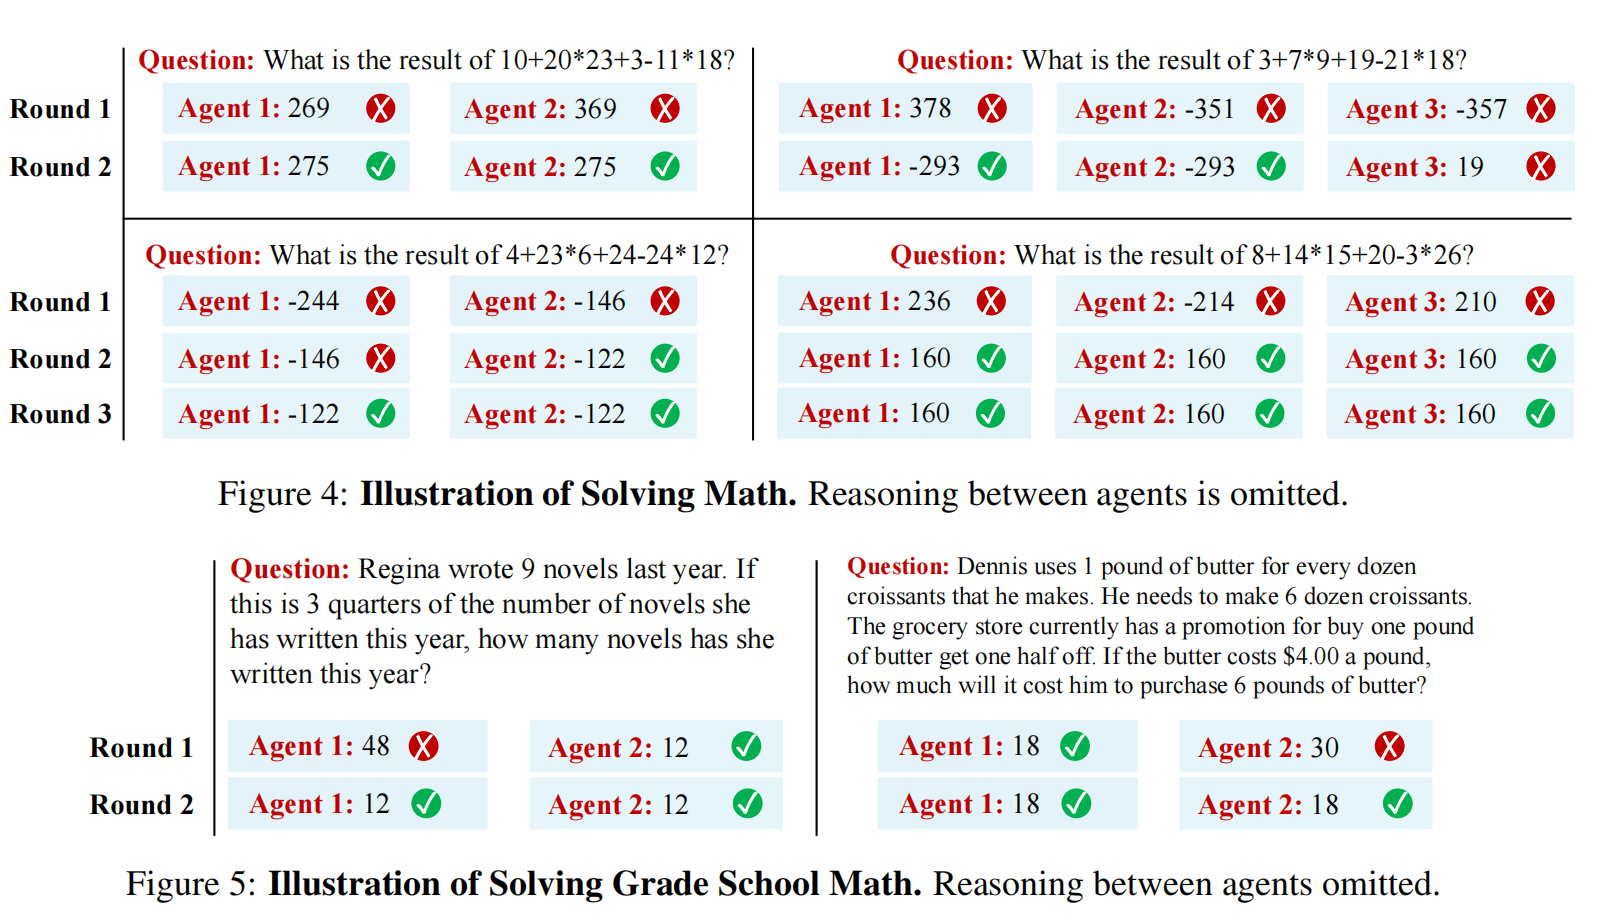 Question: What is the result of 10+20*23+3-11*18?
Round 1 Agent 1: 269 Agent 2: 369
Round 2 Agent 1: 275 Agent 2: 275
Question: What is the result of 3+7*9+19-21*18?
Agent 1: 378 Agent 2: -351 Agent 3: -357
Agent 1: -293 Agent 2: -293 Agent 3: 19
Question: What is the result of 4+23*6+24-24*12?
Round 1 Agent 1: -244 Agent 2: -146
Round 2 Agent 1: -146 Agent 2: -122
Round 3 Agent 1: -122 Agent 2: -122
Question: What is the result of 8+14*15+20-3*26?
Agent 1: 236 Agent 2: -214 Agent 3: 210
Agent 1: 160 Agent 2: 160 Agent 3: 160
Agent 1: 160 Agent 2: 160 Agent 3: 160
Figure 4: Illustration of Solving Math. Reasoning between agents is omitted.
Question: Regina wrote 9 novels last year. If
this is 3 quarters of the number of novels she
has written this year, how many novels has she
written this year?
Round 1 Agent 1: 48 Agent 2: 12
Round 2 Agent 1: 12 Agent 2: 12
Question: Dennis uses 1 pound of butter for every dozen
croissants that he makes. He needs to make 6 dozen croissants.
The grocery store currently has a promotion for buy one pound
of butter get one half off. If the butter costs $4.00 a pound,
how much will it cost him to purchase 6 pounds of butter?
Agent 1: 18 Agent 2: 30
Agent 1: 18 Agent 2: 18
Figure 5: Illustration of Solving Grade School Math. Reasoning between agents omitted.